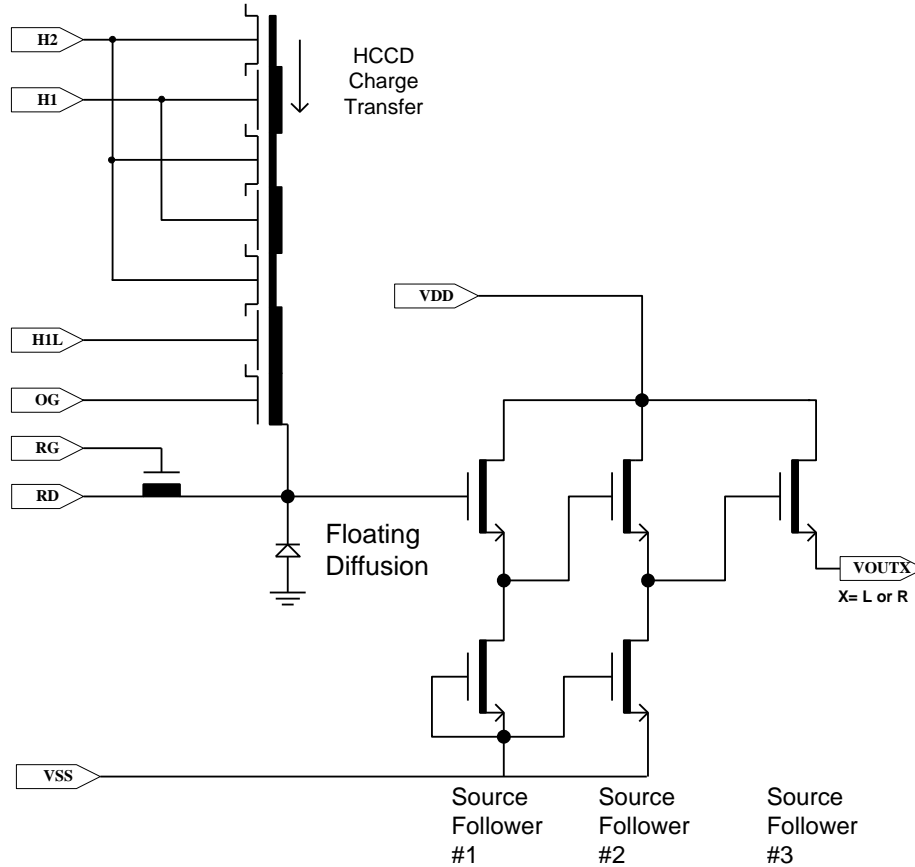 H2
HCCD
Charge
Transfer
H1
VDD
H1L
OG
RG
RD
Floating
Diffusion
VOUTX
X= L or R
VSS
Source
Follower
#1
Source
Follower
#2
Source
Follower
#3